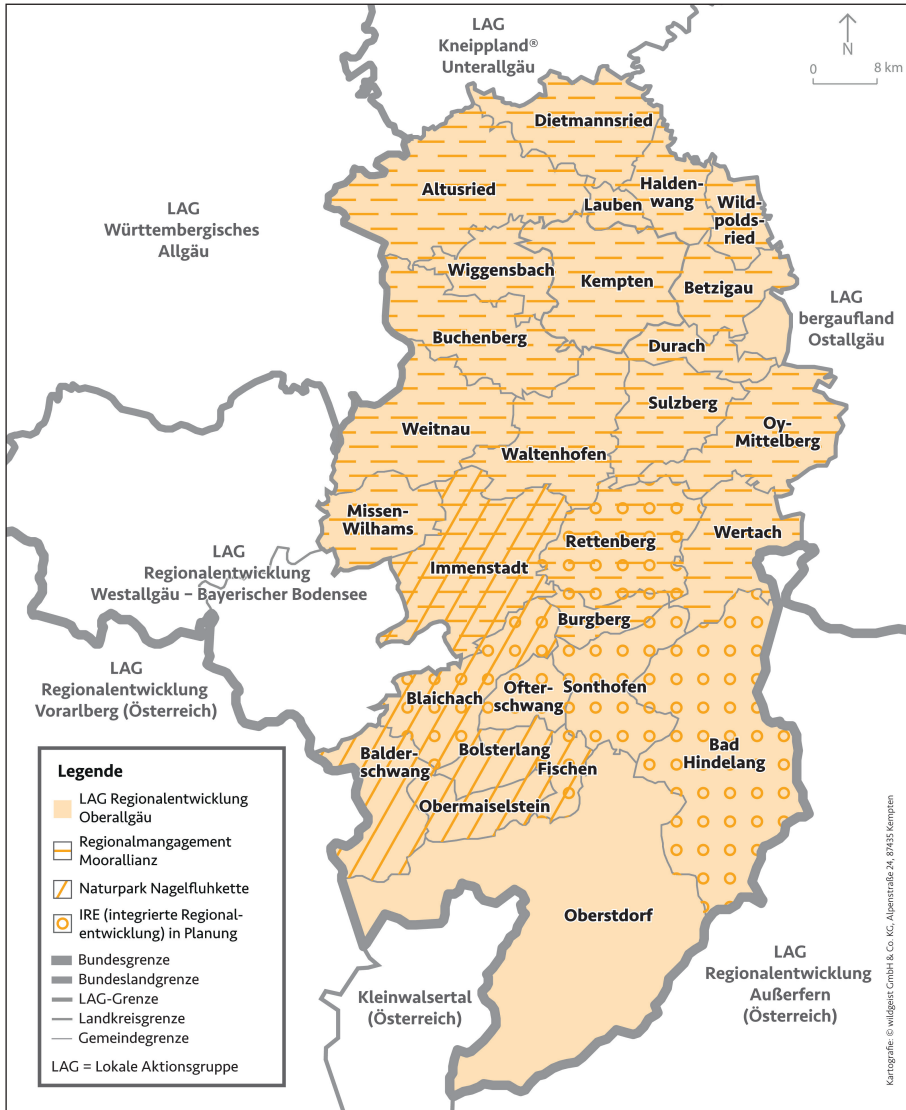 LAG
Kneippland®
Unterallgäu
N
0 8 km
Dietmannsried
Altusried
Halden-
wang
Lauben
Wild-
polds-
ried
LAG
Württembergisches
Allgäu
Wiggensbach
Kempten
Betzigau
LAG
bergaufland
Ostallgäu
Buchenberg
Durach
Sulzberg
Weitnau
Oy-
Mittelberg
Waltenhofen
Missen-
Wilhams
Rettenberg
Wertach
LAG
Regionalentwicklung
Westallgäu – Bayerischer Bodensee
Immenstadt
Burgberg
LAG
Regionalentwicklung
Vorarlberg (Österreich)
Blaichach
Ofter-
schwang
Sonthofen
Balder-
schwang
Bolsterlang
Fischen
Bad
Hindelang
Obermaiselstein
Oberstdorf
Kleinwalsertal
(Österreich)
LAG
Regionalentwicklung
Außerfern
(Österreich)
Legende
LAG Regionalentwicklung
Oberallgäu
Regionalmangagement
Moorallianz
Naturpark Nagelfluhkette
IRE (integrierte Regional-
entwicklung) in Planung
Bundesgrenze
Bundeslandgrenze
LAG-Grenze
Landkreisgrenze
Gemeindegrenze
LAG = Lokale Aktionsgruppe
Kartografie: © wildgeist GmbH & Co. KG, Alpenstraße 24, 87435 Kempten